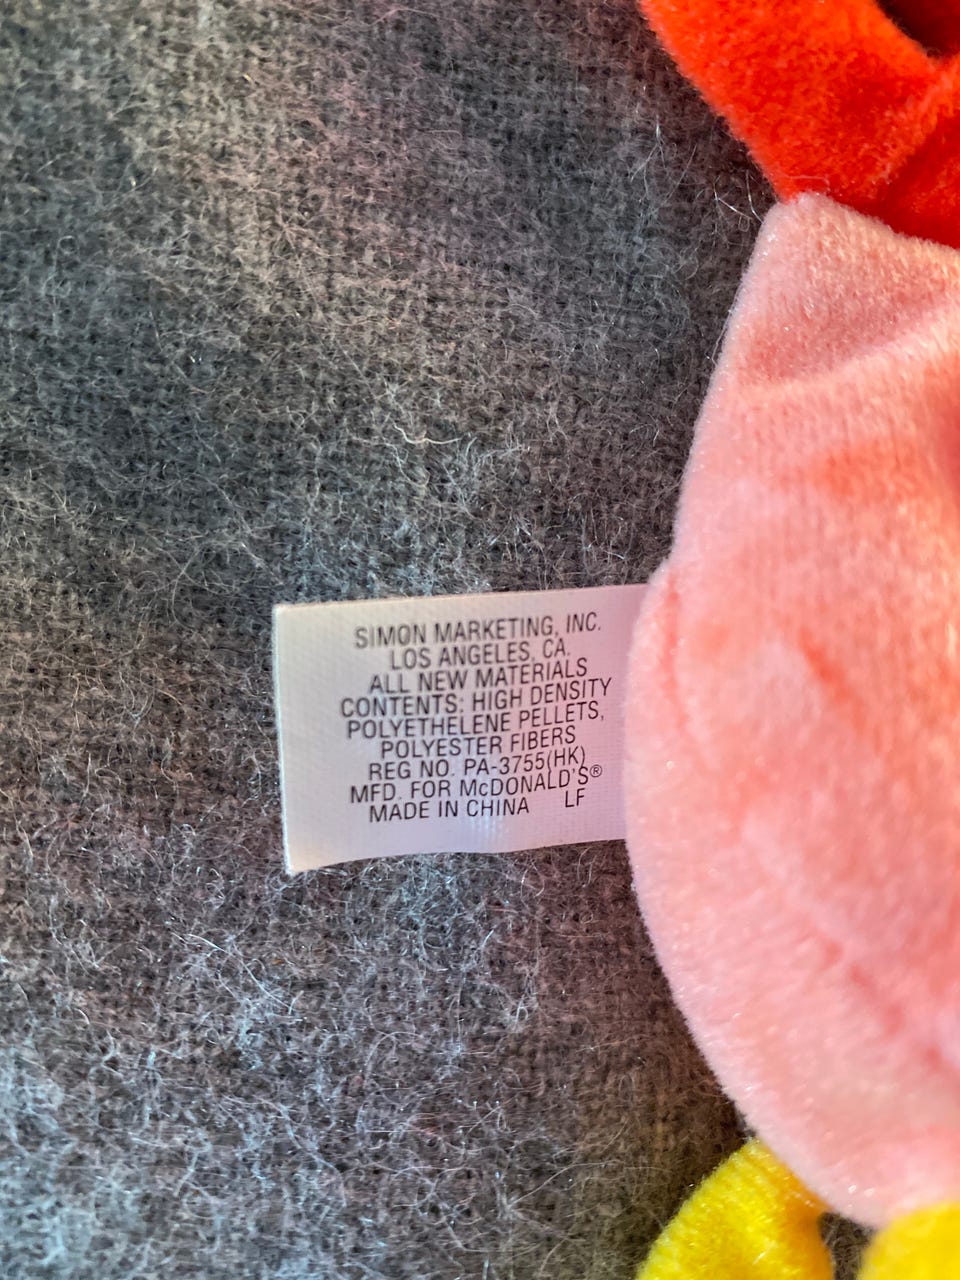 SIMON MARKETING, INC.
LOS ANGELES, CA.
ALL NEW MATERIALS
CONTENTS: HIGH DENSITY
POLYETHELENE PELLETS,
POLYESTER FIBERS
REG NO. PA-3755(HK)
MFD. FOR McDONALD'S®
MADE IN CHINA LF